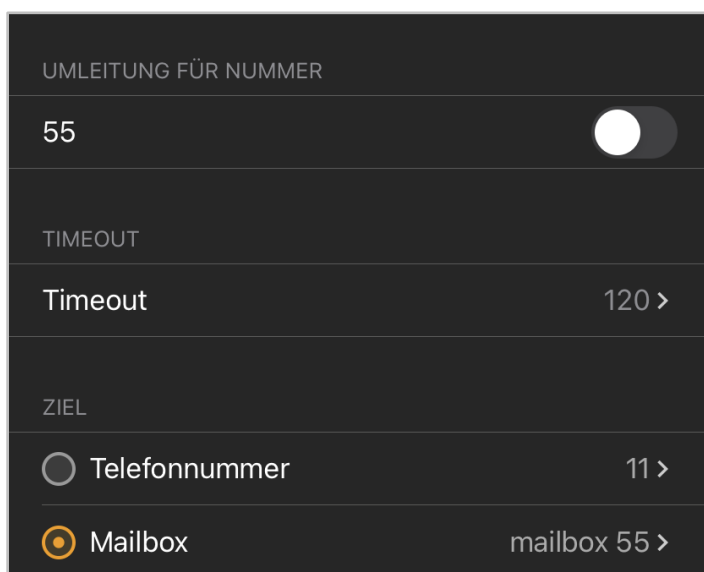 UMLEITUNG FÜR NUMMER
55
TIMEOUT
Timeout 120
ZIEL
Telefonnummer 11
Mailbox mailbox 55